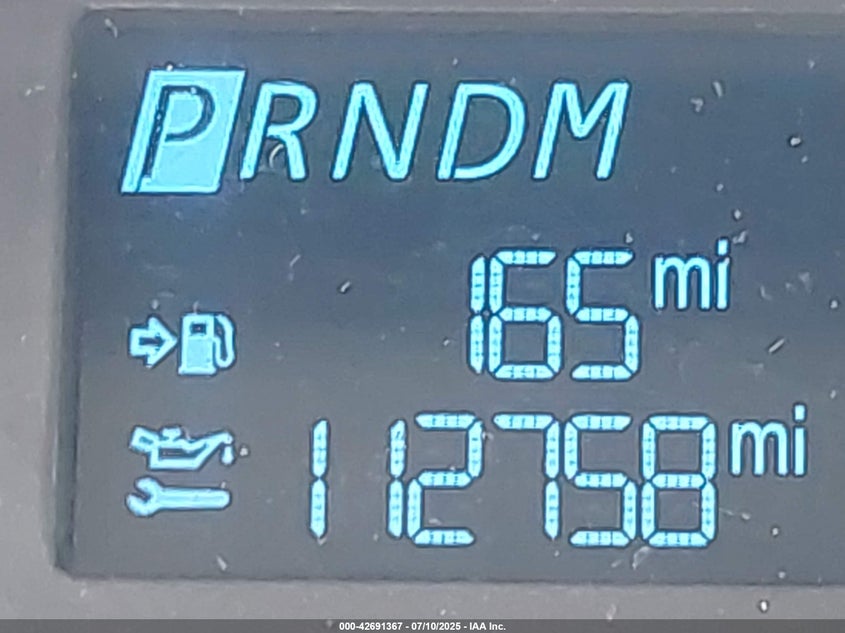 PRNDM
165 mi
112758 mi
000-42691367 - 07/10/2025 - IAA Inc.